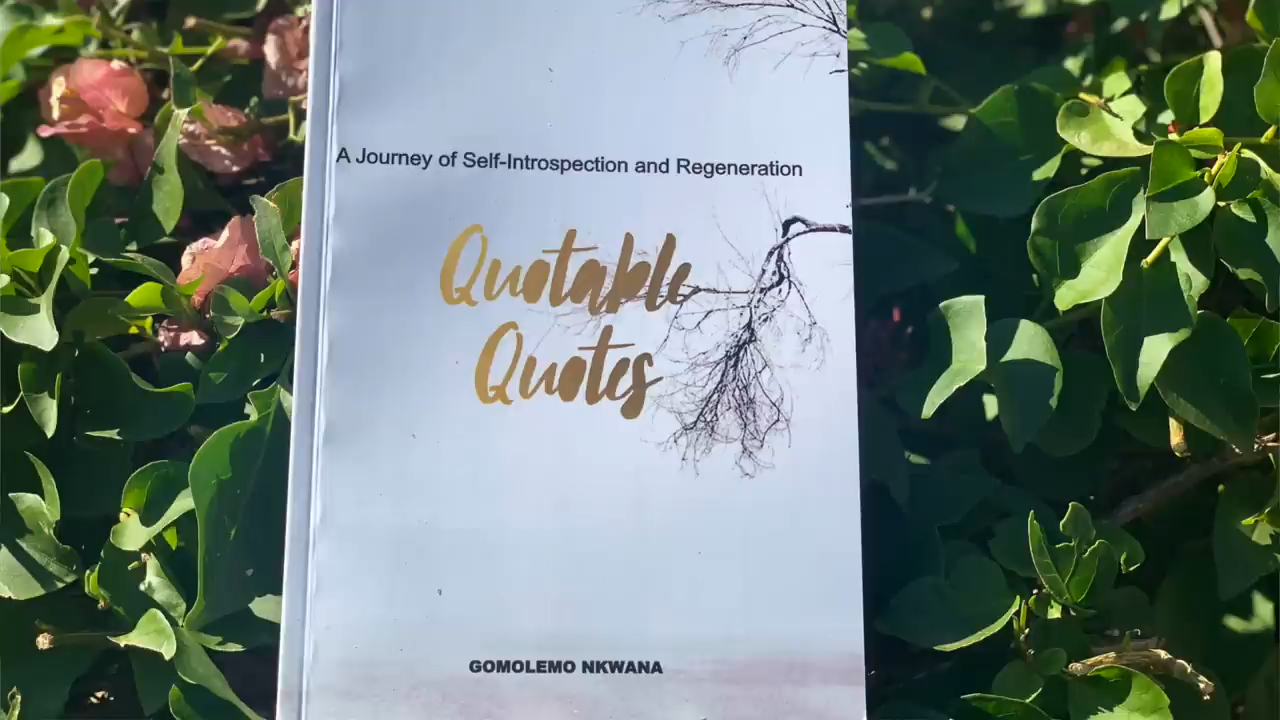 A Journey of Self-Introspection and Regeneration
Quotable
Quotes
GOMOLEMO NKWANA